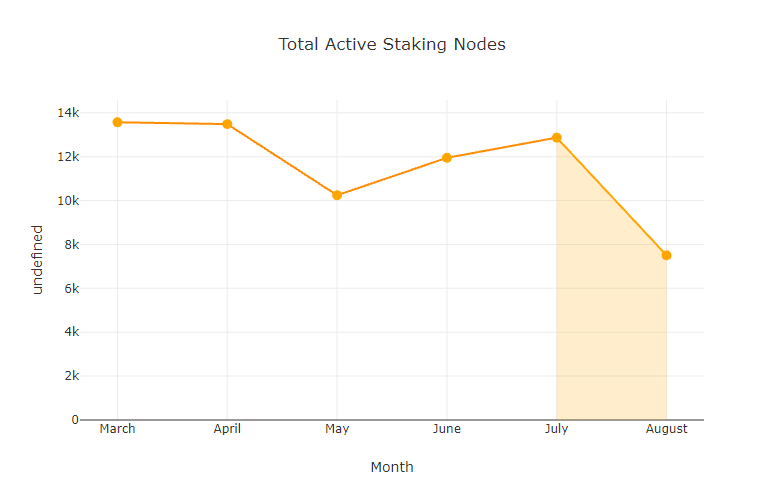 Total Active Staking Nodes
14k
12k
10k
8k
6k
4k
2k
0
undefined
March April May June July August
Month